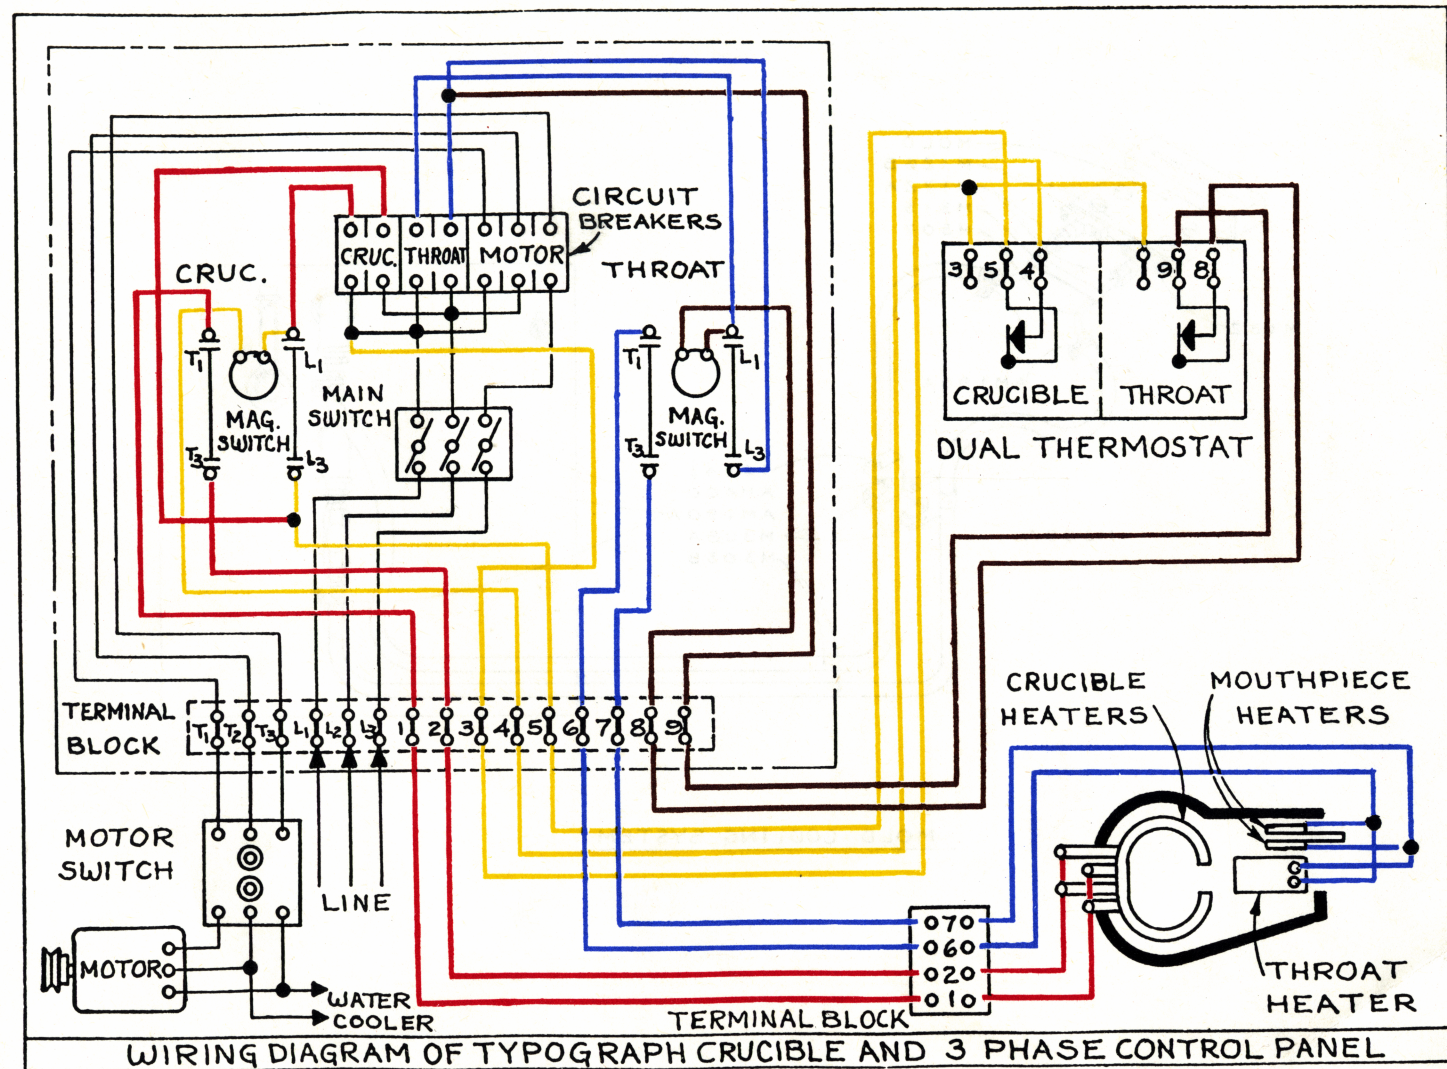 CIRCUIT
BREAKERS
CRUC.
THROAT
MOTOR
CRUC.
THROAT
T1
L1
MAG.
SWITCH
T3
L3
MAIN
SWITCH
T1
L1
MAG.
SWITCH
T3
L3
3
5
4
9
8
CRUCIBLE
THROAT
DUAL THERMOSTAT
TERMINAL
BLOCK
T1 T2 T3 L1 L2 L3 1 2 3 4 5 6 7 8 9
CRUCIBLE
HEATERS
MOUTHPIECE
HEATERS
MOTOR
SWITCH
LINE
MOTOR
WATER
COOLER
7
6
2
1
TERMINAL BLOCK
THROAT
HEATER
WIRING DIAGRAM OF TYPOGRAPH CRUCIBLE AND 3 PHASE CONTROL PANEL